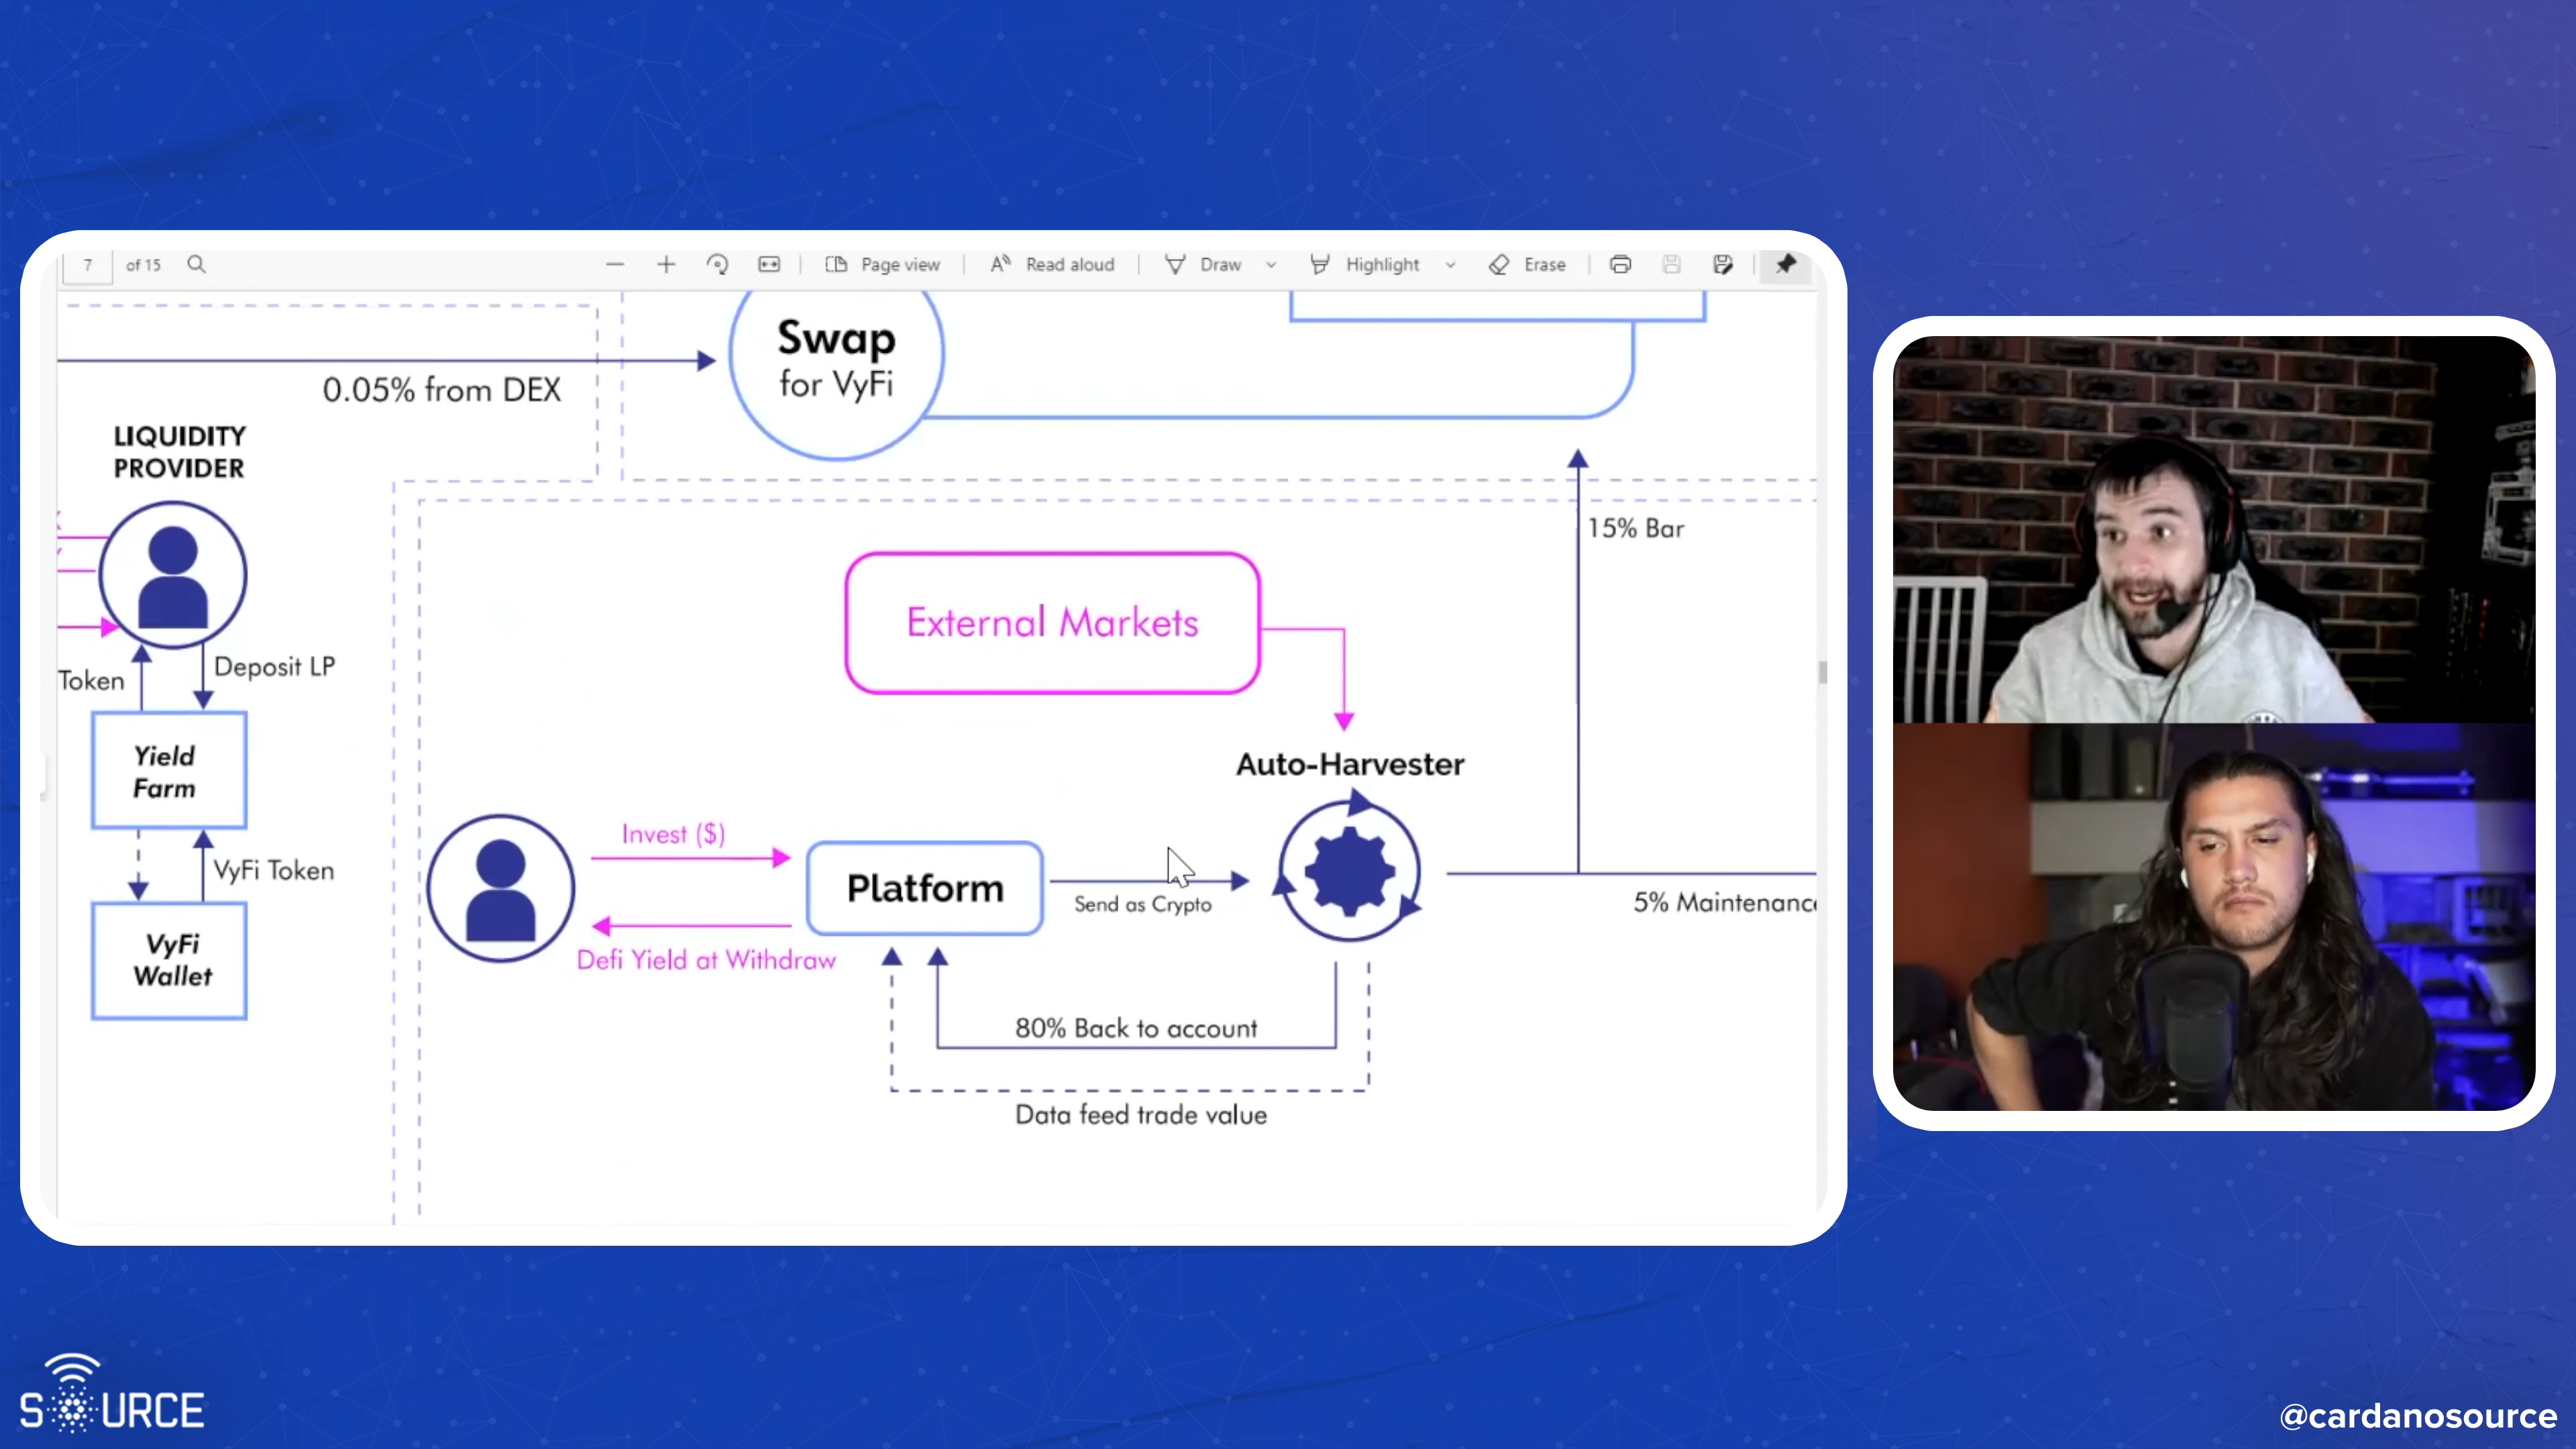 7 of 15
Page view
Read aloud
Draw
Highlight
Erase
Swap
for VyFi
0.05% from DEX
LIQUIDITY
PROVIDER
15% Bar
External Markets
Token
Deposit LP
Yield
Farm
Auto-Harvester
Invest ($)
VyFi Token
Platform
Send as Crypto
5% Maintenance
VyFi
Wallet
Defi Yield at Withdraw
80% Back to account
Data feed trade value
SOURCE
@cardanosource